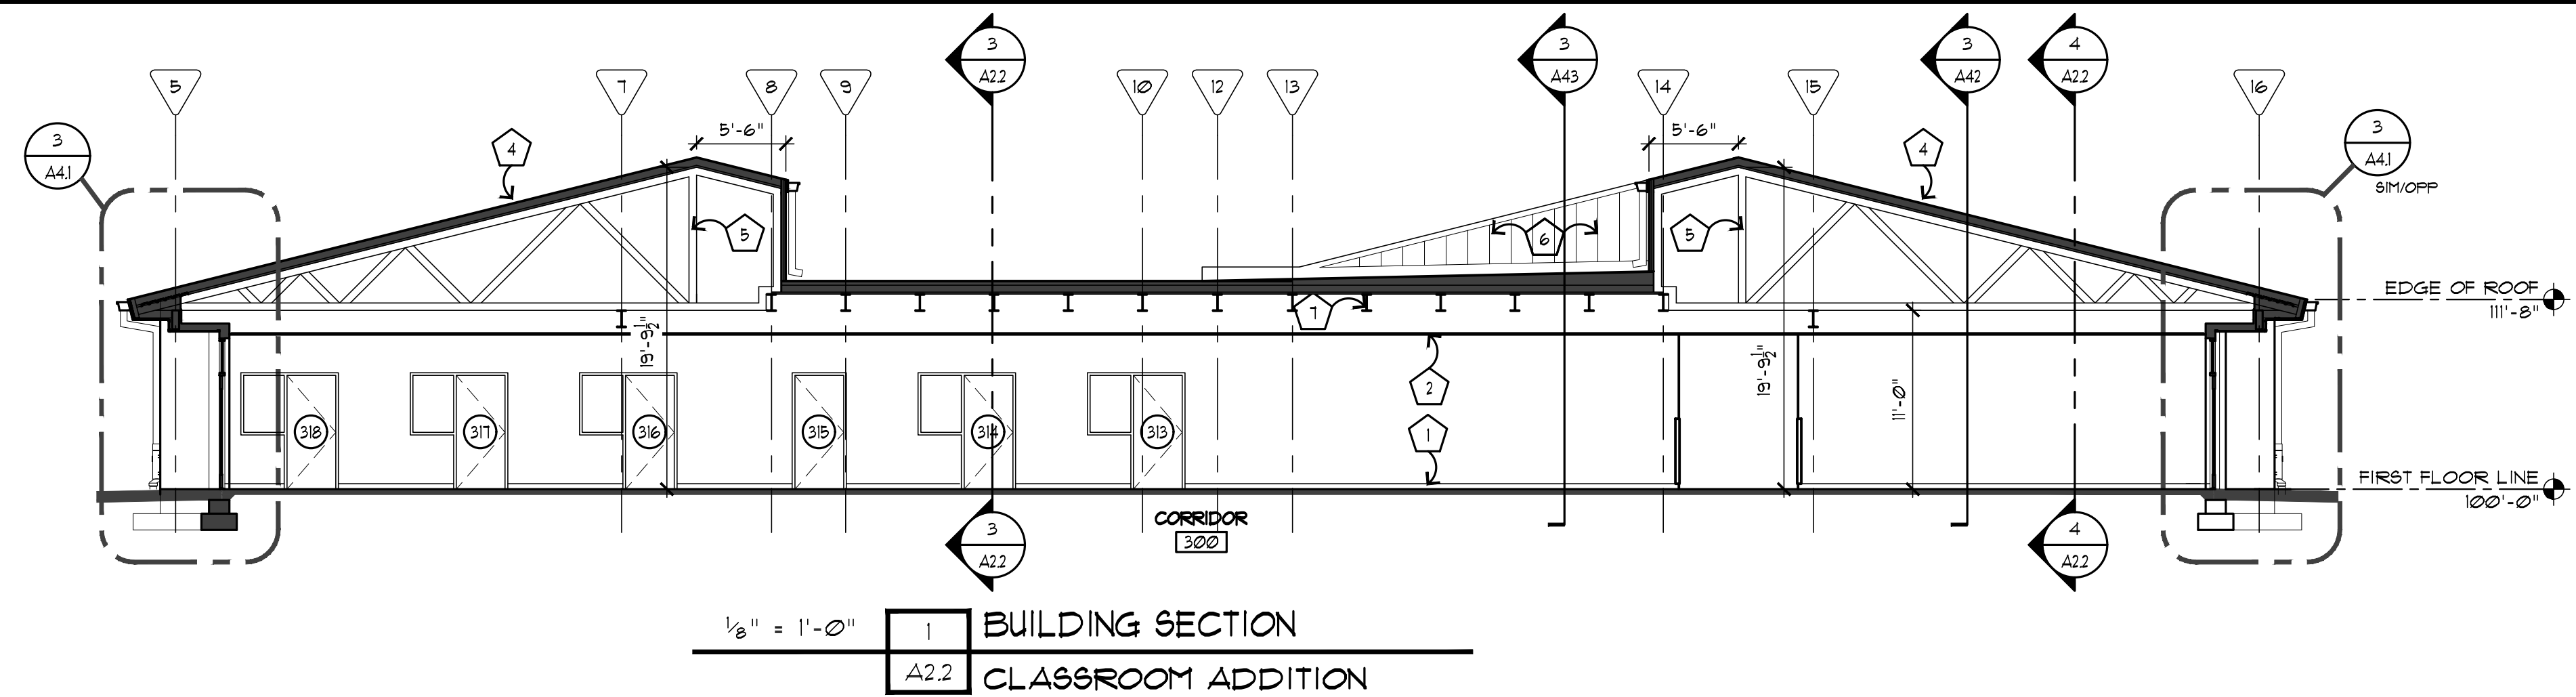 3
A2.2
3
A43
3
A42
4
A2.2
5
7
8
9
10
12
13
14
15
16
3
A4.1
4
5'-6"
5'-6"
4
3
A4.1
SIM/OPP
5
6
5
EDGE OF ROOF
111'-8"
7
19'-9½"
2
19'-9½"
11'-0"
318
317
316
315
314
313
1
FIRST FLOOR LINE
100'-0"
3
A2.2
CORRIDOR
300
4
A2.2
1/8" = 1'-0"
1
BUILDING SECTION
A2.2
CLASSROOM ADDITION